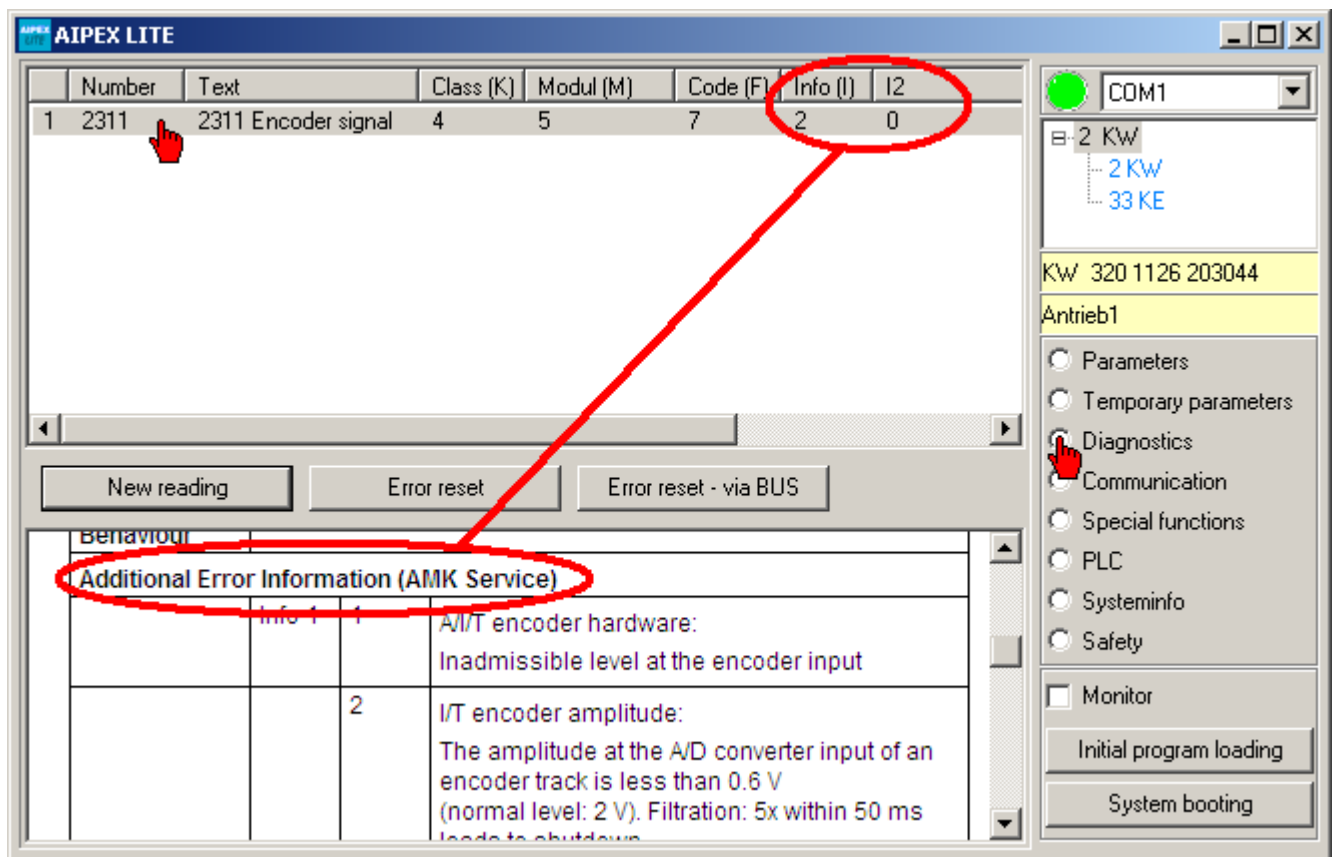 AIPEX LITE
AIPEX LITE
Number Text Class (K) Modul (M) Code (F) Info (I) I2
1 2311 2311 Encoder signal 4 5 7 2 0
New reading Error reset Error reset - via BUS
Behaviour
Additional Error Information (AMK Service)
Info 1 1 A/I/T encoder hardware:
Inadmissible level at the encoder input
2 I/T encoder amplitude:
The amplitude at the A/D converter input of an
encoder track is less than 0.6 V
(normal level: 2 V). Filtration: 5x within 50 ms
leads to shutdown
COM1
2 KW
2 KW
33 KE
KW 320 1126 203044
Antrieb1
Parameters
Temporary parameters
Diagnostics
Communication
Special functions
PLC
Systeminfo
Safety
Monitor
Initial program loading
System booting